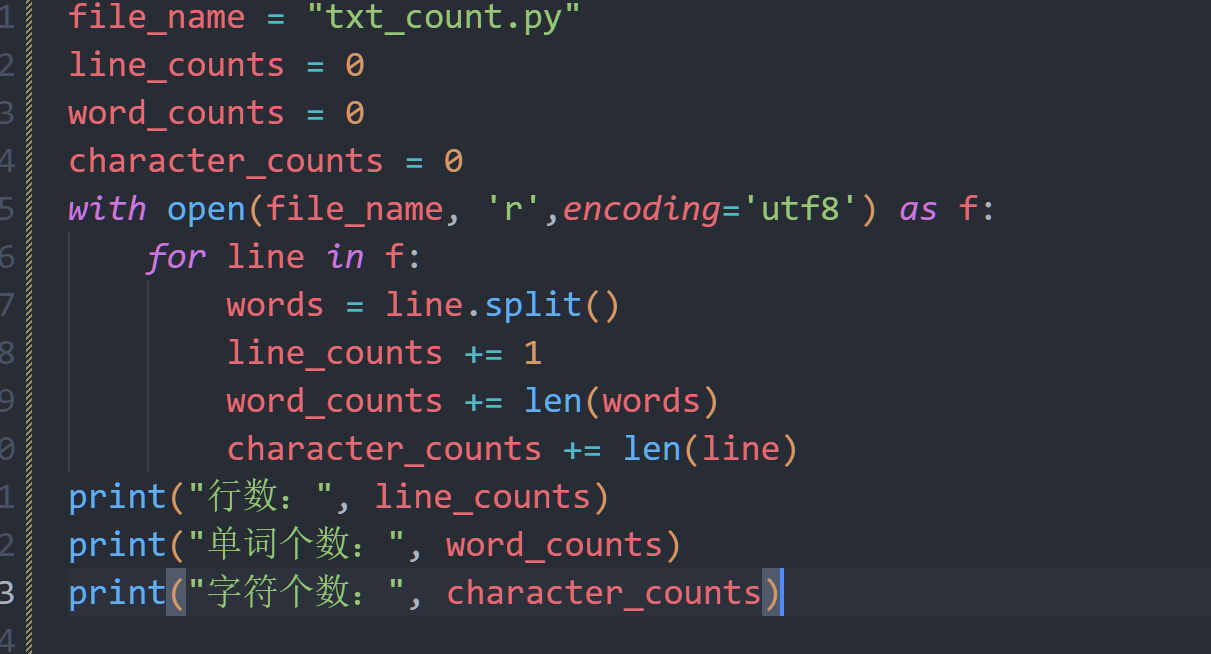 1 file_name = "txt_count.py"
2 line_counts = 0
3 word_counts = 0
4 character_counts = 0
5 with open(file_name, 'r',encoding='utf8') as f:
6     for line in f:
7         words = line.split()
8         line_counts += 1
9         word_counts += len(words)
0         character_counts += len(line)
1 print("行数：", line_counts)
2 print("单词个数：", word_counts)
3 print("字符个数：", character_counts)
4